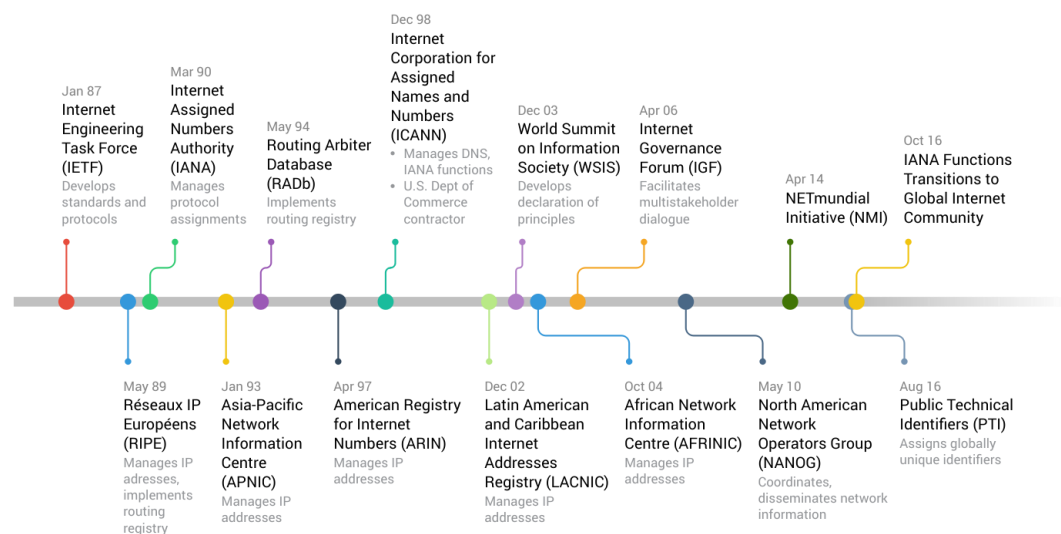 Jan 87
Internet
Engineering
Task Force
(IETF)
Develops
standards and
protocols
Mar 90
Internet
Assigned
Numbers
Authority
(IANA)
Manages
protocol
assignments
May 94
Routing Arbiter
Database
(RADb)
Implements
routing registry
Dec 98
Internet
Corporation for
Assigned
Names and
Numbers
(ICANN)
• Manages DNS,
IANA functions
• U.S. Dept of
Commerce
contractor
Dec 03
World Summit
on Information
Society (WSIS)
Develops
declaration of
principles
Apr 06
Internet
Governance
Forum (IGF)
Facilitates
multistakeholder
dialogue
Apr 14
NETmundial
Initiative (NMI)
Oct 16
IANA Functions
Transitions to
Global Internet
Community
May 89
Réseaux IP
Européens
(RIPE)
Manages IP
adresses,
implements
routing
registry
Jan 93
Asia-Pacific
Network
Information
Centre
(APNIC)
Manages IP
addresses
Apr 97
American Registry
for Internet
Numbers (ARIN)
Manages IP
addresses
Dec 02
Latin American
and Caribbean
Internet
Addresses
Registry (LACNIC)
Manages IP
addresses
Oct 04
African Network
Information
Centre (AFRINIC)
Manages IP
addresses
May 10
North American
Network
Operators Group
(NANOG)
Coordinates,
disseminates network
information
Aug 16
Public Technical
Identifiers (PTI)
Assigns globally
unique identifiers